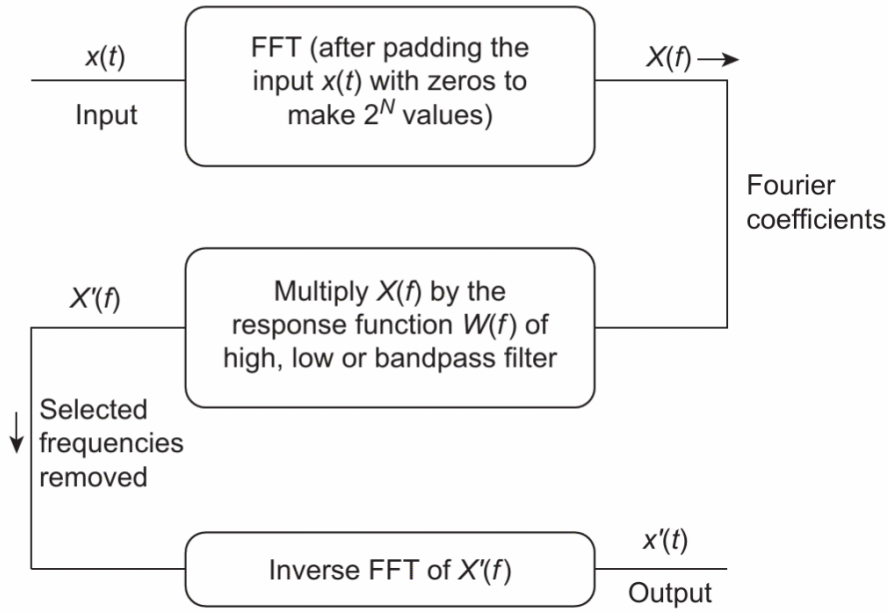 x(t)
Input
FFT (after padding the
input x(t) with zeros to
make 2^N values)
X(f)
Fourier
coefficients
X'(f)
Multiply X(f) by the
response function W(f) of
high, low or bandpass filter
Selected
frequencies
removed
Inverse FFT of X'(f)
x'(t)
Output